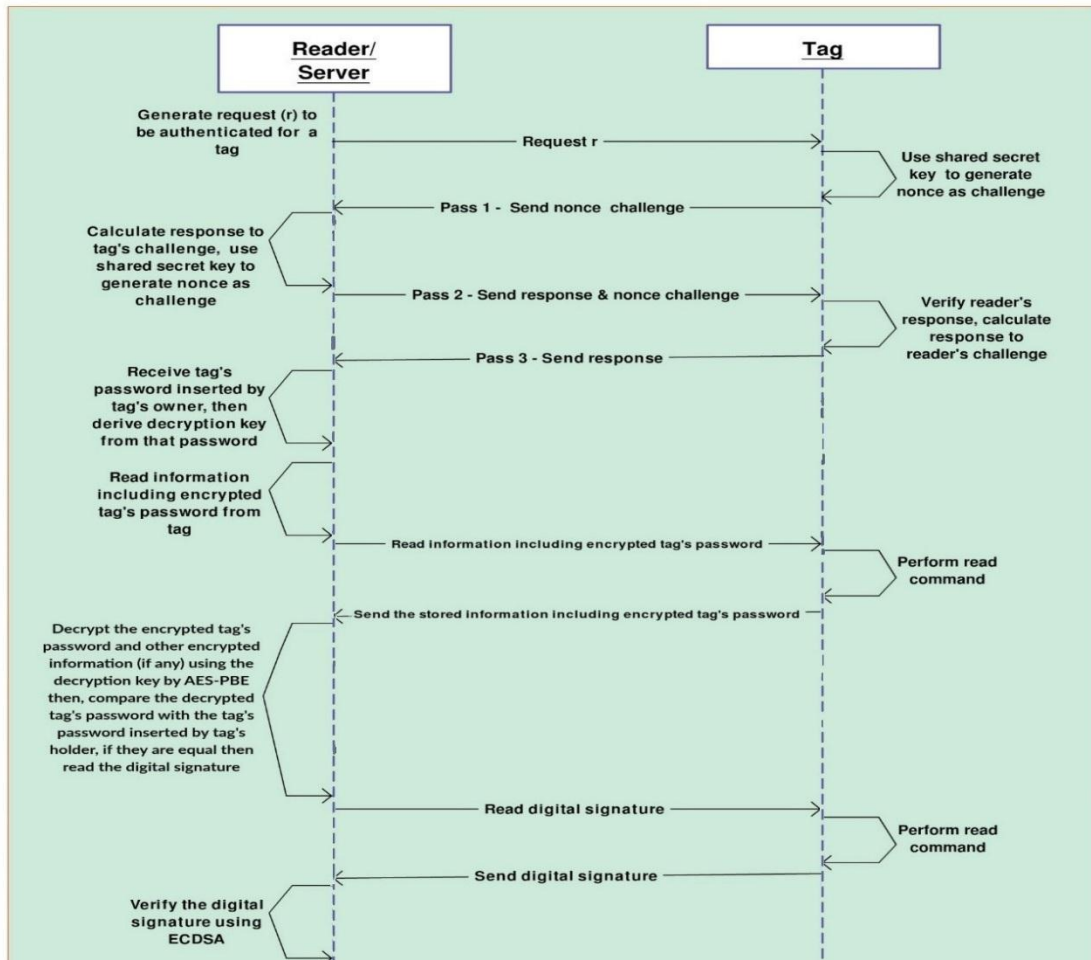 Reader/
Server
Tag
Generate request (r) to
be authenticated for a
tag
Request r
Use shared secret
key to generate
nonce as challenge
Pass 1 - Send nonce challenge
Calculate response to
tag's challenge, use
shared secret key to
generate nonce as
challenge
Pass 2 - Send response & nonce challenge
Verify reader's
response, calculate
response to
reader's challenge
Pass 3 - Send response
Receive tag's
password inserted by
tag's owner, then
derive decryption key
from that password
Read information
including encrypted
tag's password from
tag
Read information including encrypted tag's password
Perform read
command
Send the stored information including encrypted tag's password
Decrypt the encrypted tag's
password and other encrypted
information (if any) using the
decryption key by AES-PBE
then, compare the decrypted
tag's password with the tag's
password inserted by tag's
holder, if they are equal then
read the digital signature
Read digital signature
Perform read
command
Send digital signature
Verify the digital
signature using
ECDSA